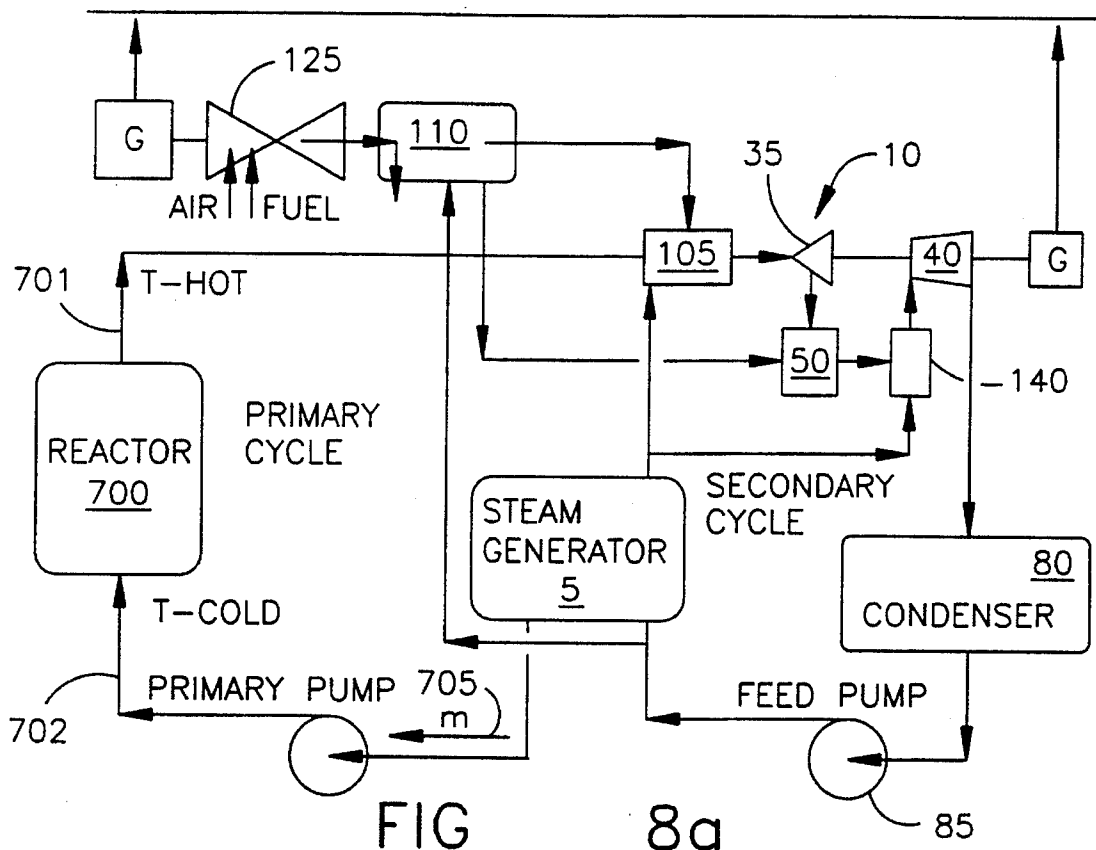 125
G
110
AIR
FUEL
35
10
105
40
G
701
T-HOT
50
140
REACTOR
700
PRIMARY
CYCLE
STEAM
GENERATOR
5
SECONDARY
CYCLE
80
CONDENSER
T-COLD
702
PRIMARY PUMP
705
m
FEED PUMP
85
FIG 8a